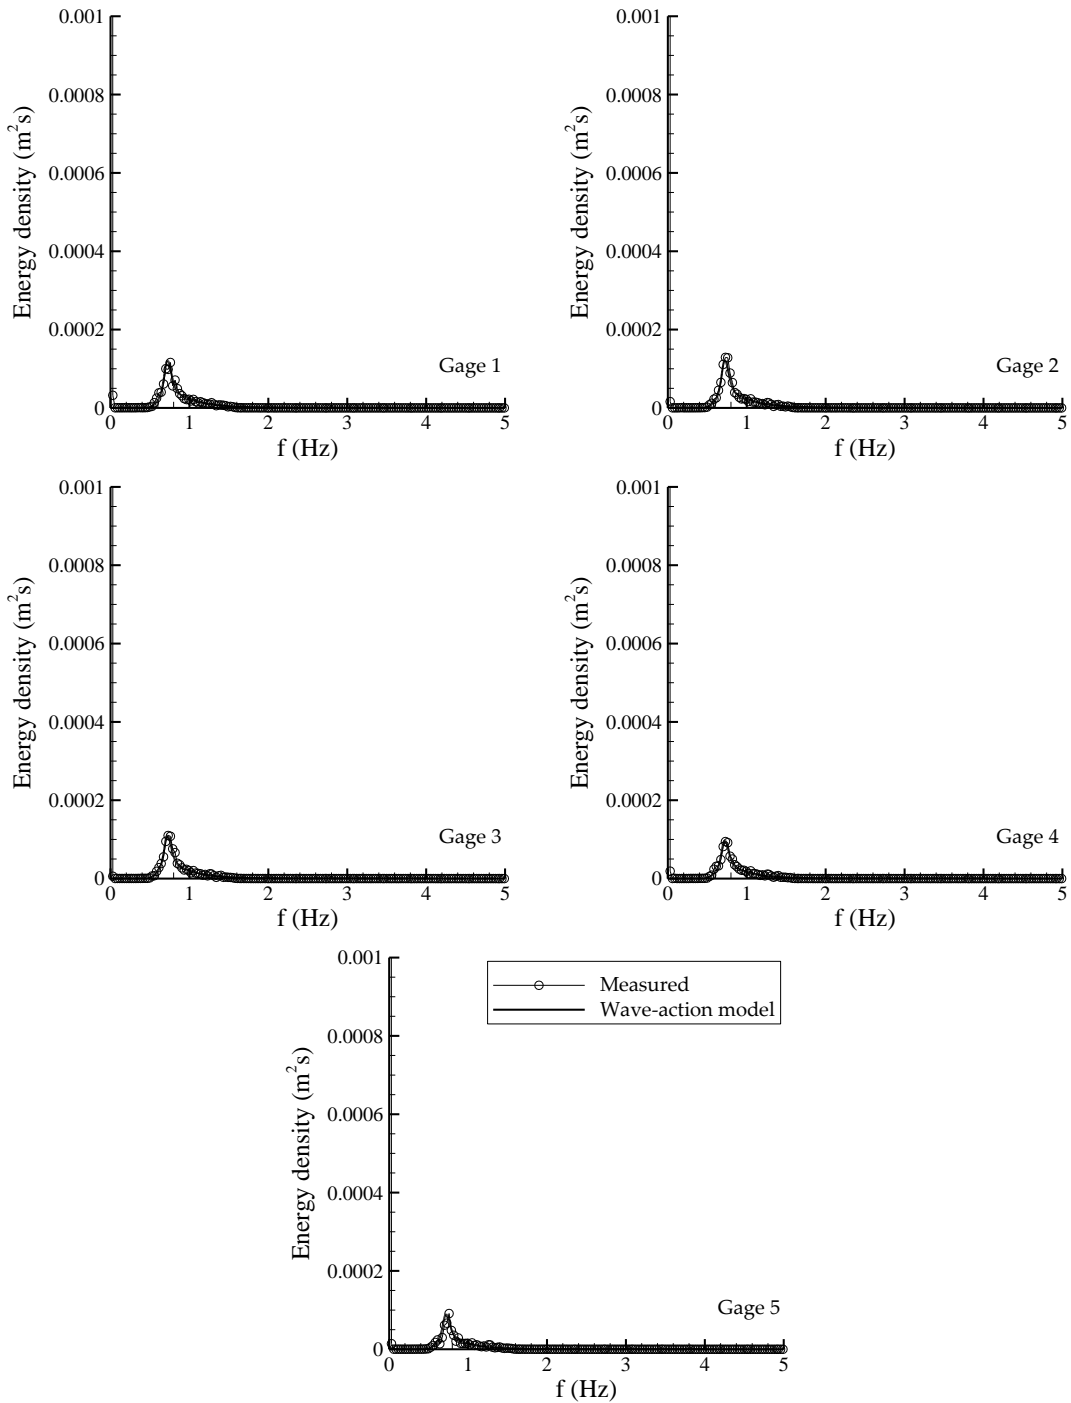 0.001
0.0008
0.0006
0.0004
0.0002
0
Energy density (m²s)
Gage 1
0 1 2 3 4 5
f (Hz)
0.001
0.0008
0.0006
0.0004
0.0002
0
Energy density (m²s)
Gage 2
0 1 2 3 4 5
f (Hz)
0.001
0.0008
0.0006
0.0004
0.0002
0
Energy density (m²s)
Gage 3
0 1 2 3 4 5
f (Hz)
0.001
0.0008
0.0006
0.0004
0.0002
0
Energy density (m²s)
Gage 4
0 1 2 3 4 5
f (Hz)
0.001
0.0008
0.0006
0.0004
0.0002
0
Energy density (m²s)
Measured
Wave-action model
Gage 5
0 1 2 3 4 5
f (Hz)